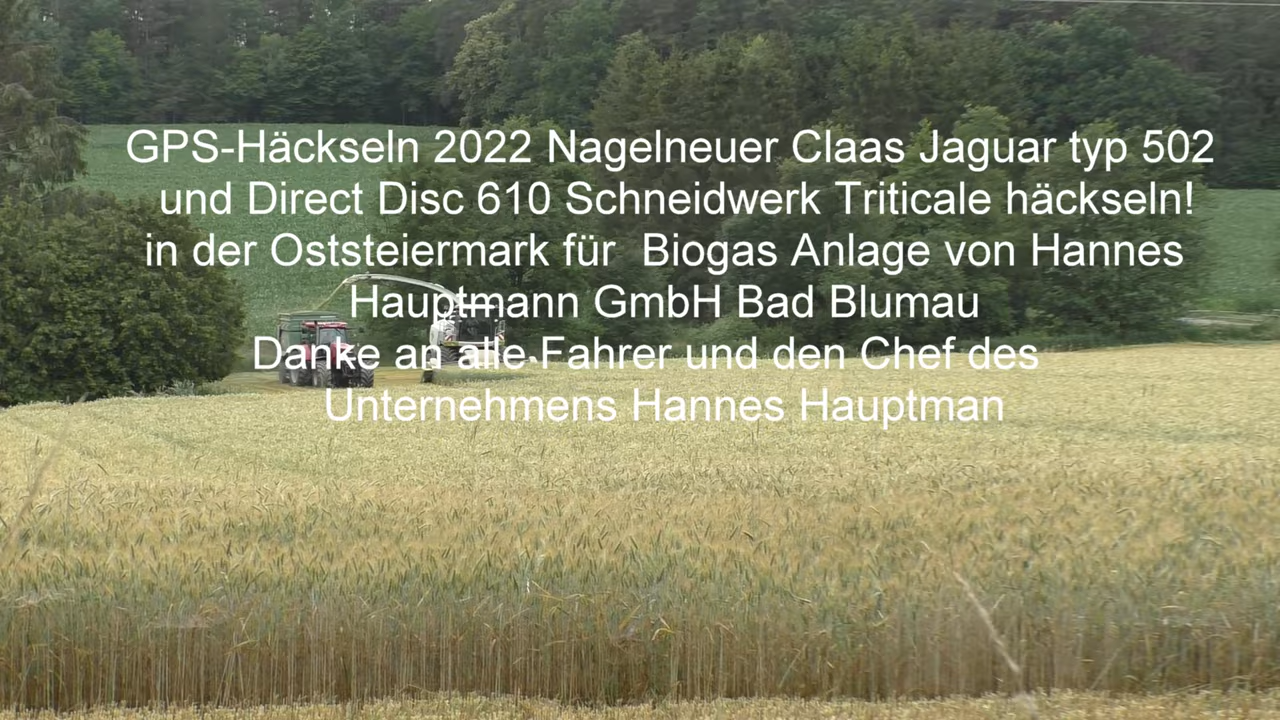 GPS-Häckseln 2022 Nagelneuer Claas Jaguar typ 502
und Direct Disc 610 Schneidwerk Triticale häckseln!
in der Oststeiermark für  Biogas Anlage von Hannes
Hauptmann GmbH Bad Blumau
Danke an alle Fahrer und den Chef des
Unternehmens Hannes Hauptman